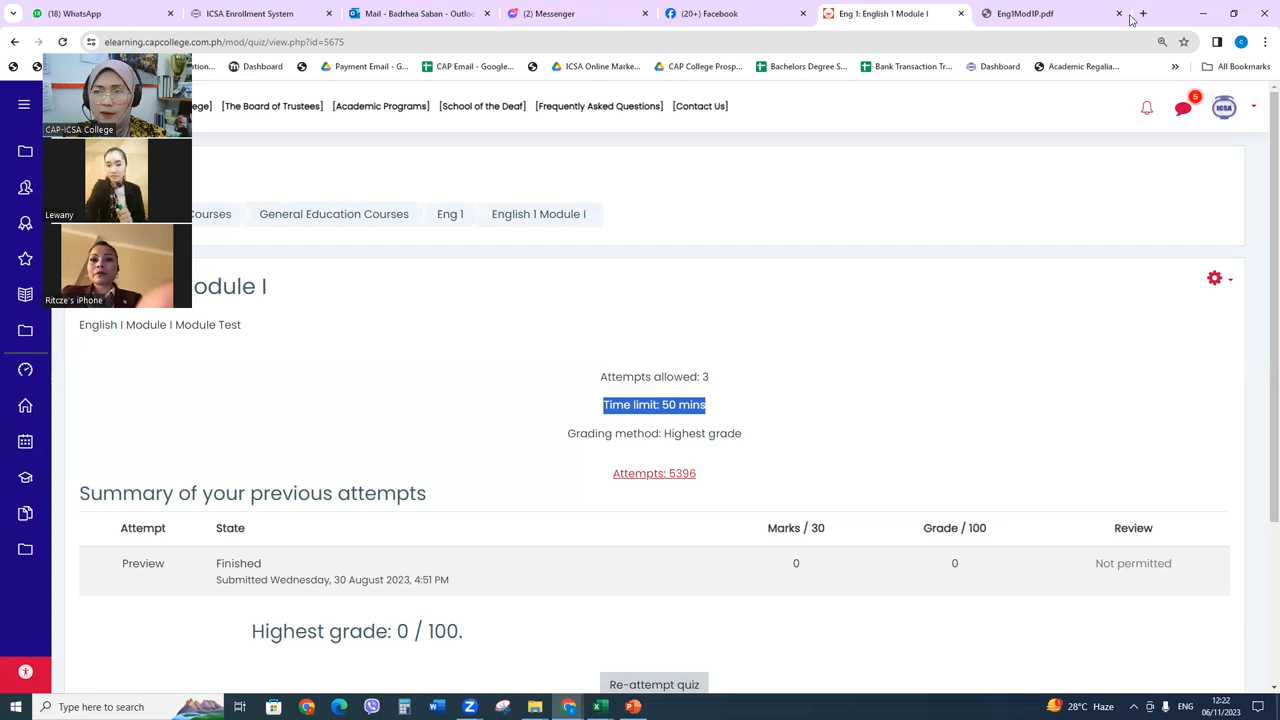 (18) WhatsApp
ICSA Enrollment System
Mail - Badrhea Salman - Outloo
(2) Messenger
(20+) Facebook
Eng 1: English 1 Module I
Eng1Mod1P.pdf
elearning.capcollege.com.ph/mod/quiz/view.php?id=5675
Dashboard
Payment Email - G...
CAP Email - Google...
ICSA Online Marke...
CAP College Prosp...
Bachelors Degree S...
Bank Transaction Tr...
Dashboard
Academic Regalia...
All Bookmarks
[The Board of Trustees] [Academic Programs] [School of the Deaf] [Frequently Asked Questions] [Contact Us]
5
ICSA
CAP-ICSA College
Lewany
Ritcze's iPhone
Courses
General Education Courses
Eng 1
English 1 Module I
odule I
English I Module I Module Test
Attempts allowed: 3
Time limit: 50 mins
Grading method: Highest grade
Attempts: 5396
Summary of your previous attempts
Attempt State Marks / 30 Grade / 100 Review
Preview Finished 0 0 Not permitted
Submitted Wednesday, 30 August 2023, 4:51 PM
Highest grade: 0 / 100.
Re-attempt quiz
Type here to search
28°C Haze
ENG
12:22
06/11/2023